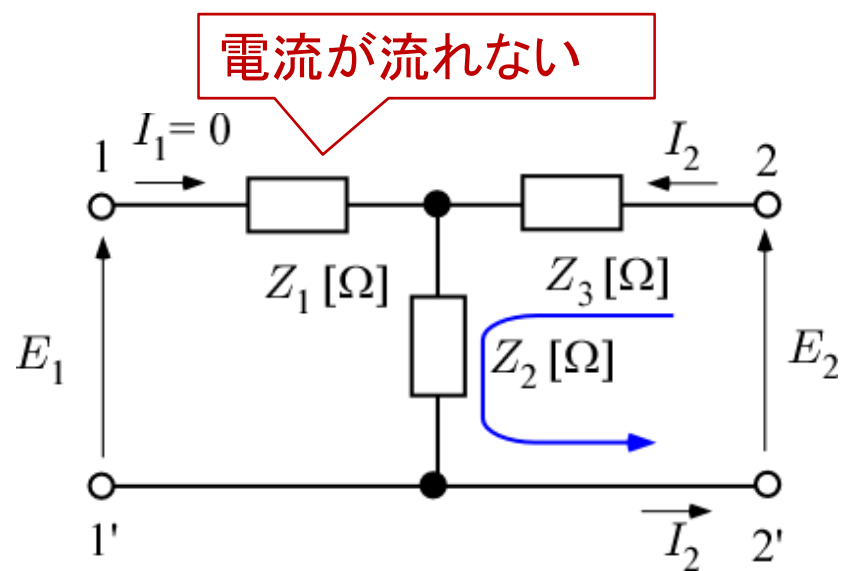 電流が流れない
I₁= 0
1
I₂
2
Z₁ [Ω]
Z₃ [Ω]
E₁
Z₂ [Ω]
E₂
1'
I₂
2'